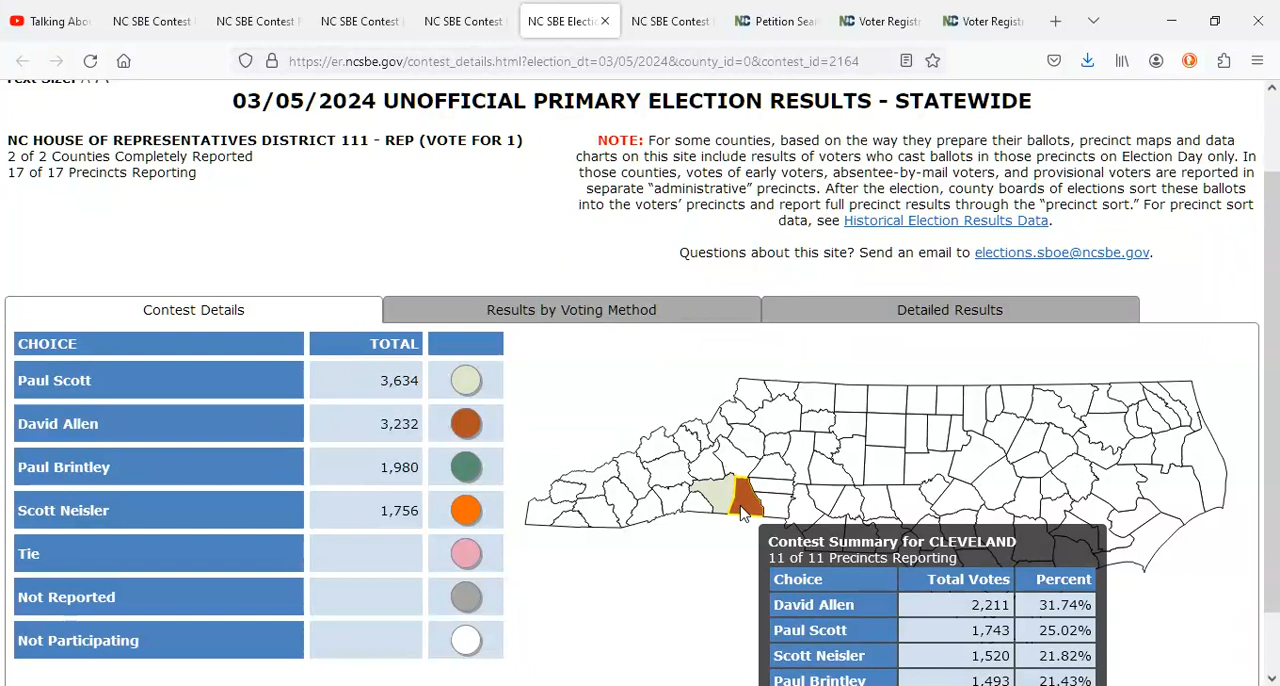 Talking Abo
NC SBE Contest
NC SBE Contest
NC SBE Contest
NC SBE Contest
NC SBE Electi
NC SBE Contest
NC Petition Sea
NC Voter Regist
NC Voter Regist
https://er.ncsbe.gov/contest_details.html?election_dt=03/05/2024&county_id=0&contest_id=2164
Text Size: A A A
03/05/2024 UNOFFICIAL PRIMARY ELECTION RESULTS - STATEWIDE
NC HOUSE OF REPRESENTATIVES DISTRICT 111 - REP (VOTE FOR 1)
2 of 2 Counties Completely Reported
17 of 17 Precincts Reporting
NOTE: For some counties, based on the way they prepare their ballots, precinct maps and data
charts on this site include results of voters who cast ballots in those precincts on Election Day only. In
those counties, votes of early voters, absentee-by-mail voters, and provisional voters are reported in
separate “administrative” precincts. After the election, county boards of elections sort these ballots
into the voters’ precincts and report full precinct results through the “precinct sort.” For precinct sort
data, see Historical Election Results Data.
Questions about this site? Send an email to elections.sboe@ncsbe.gov.
Contest Details
Results by Voting Method
Detailed Results
CHOICE TOTAL
Paul Scott 3,634
David Allen 3,232
Paul Brintley 1,980
Scott Neisler 1,756
Tie
Not Reported
Not Participating
Contest Summary for CLEVELAND
11 of 11 Precincts Reporting
Choice Total Votes Percent
David Allen 2,211 31.74%
Paul Scott 1,743 25.02%
Scott Neisler 1,520 21.82%
Paul Brintley 1,493 21.43%